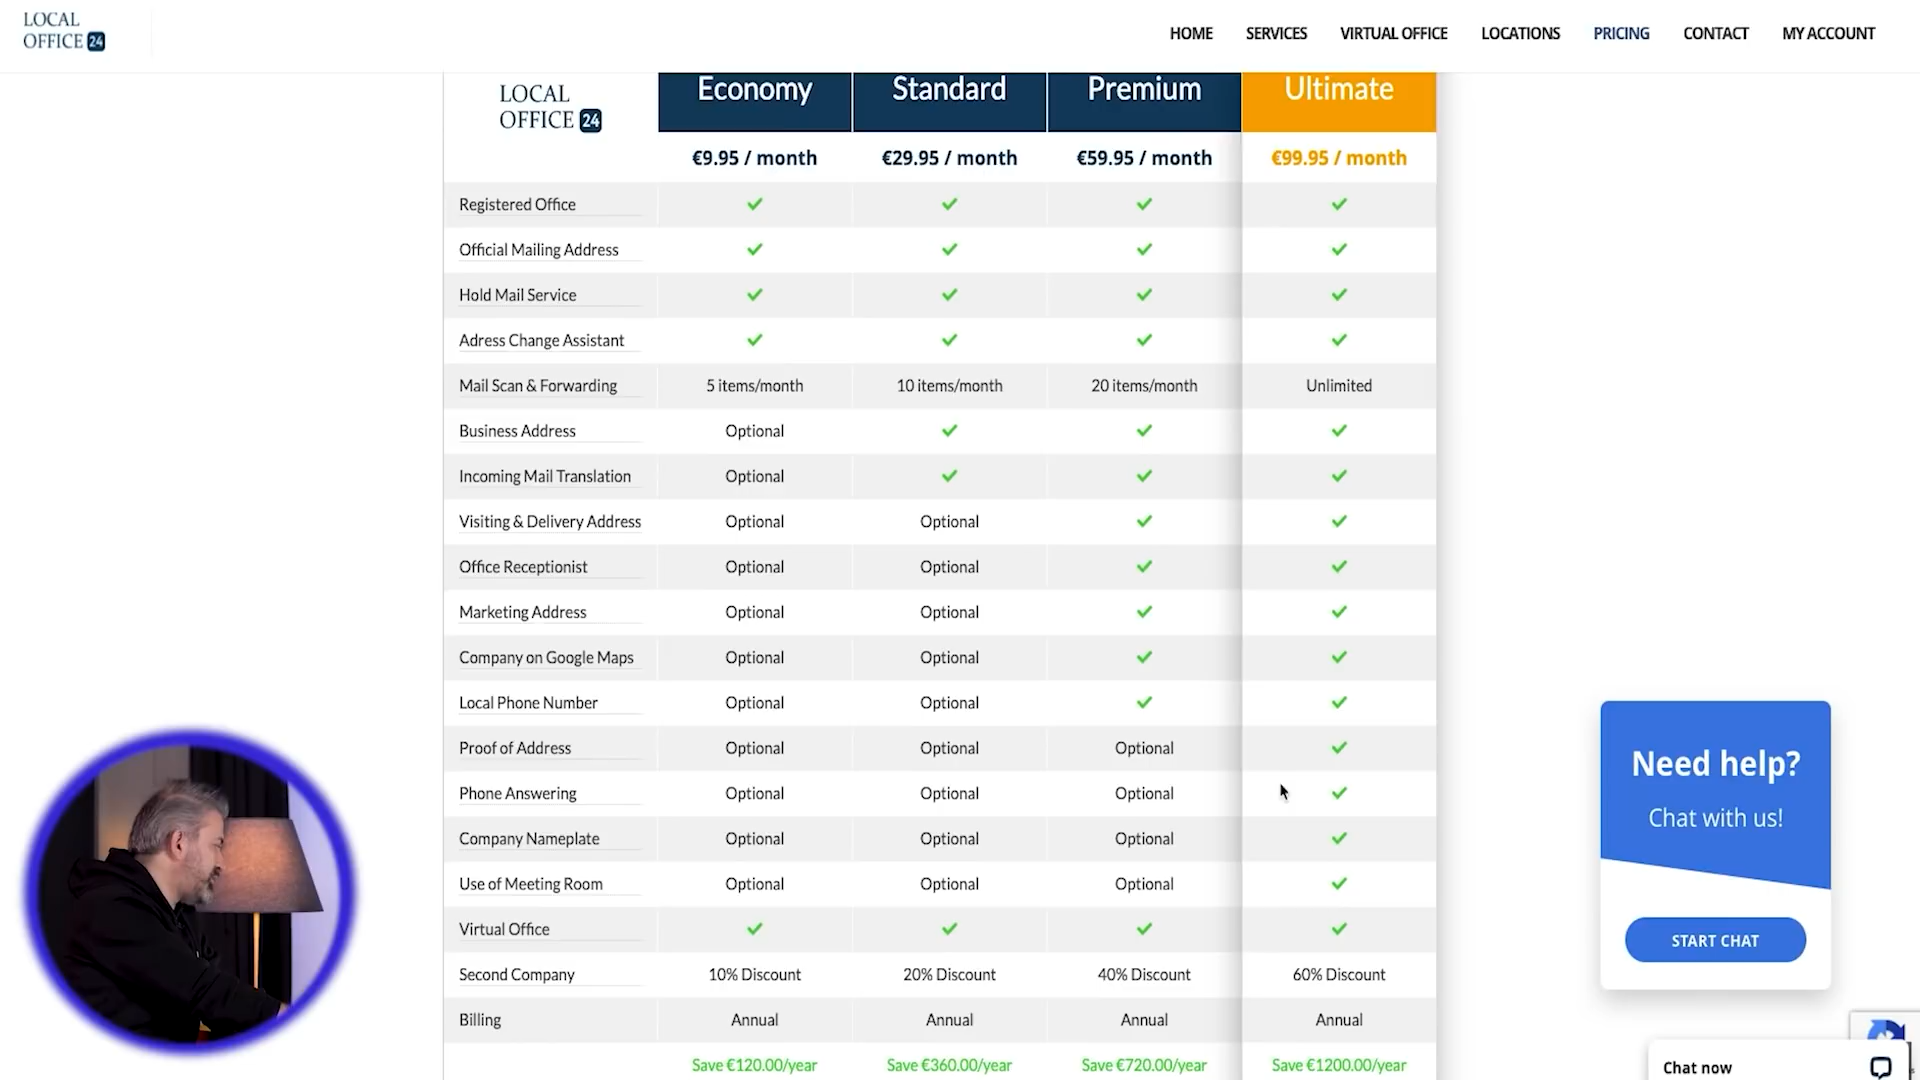 LOCAL
OFFICE 24
HOME SERVICES VIRTUAL OFFICE LOCATIONS PRICING CONTACT MY ACCOUNT
LOCAL
OFFICE 24
Economy Standard Premium Ultimate
€9.95 / month €29.95 / month €59.95 / month €99.95 / month
Registered Office
Official Mailing Address
Hold Mail Service
Adress Change Assistant
Mail Scan & Forwarding 5 items/month 10 items/month 20 items/month Unlimited
Business Address Optional
Incoming Mail Translation Optional
Visiting & Delivery Address Optional Optional
Office Receptionist Optional Optional
Marketing Address Optional Optional
Company on Google Maps Optional Optional
Local Phone Number Optional Optional
Proof of Address Optional Optional Optional
Phone Answering Optional Optional Optional
Company Nameplate Optional Optional Optional
Use of Meeting Room Optional Optional Optional
Virtual Office
Second Company 10% Discount 20% Discount 40% Discount 60% Discount
Billing Annual Annual Annual Annual
Save €120.00/year Save €360.00/year Save €720.00/year Save €1200.00/year
Need help?
Chat with us!
START CHAT
Chat now